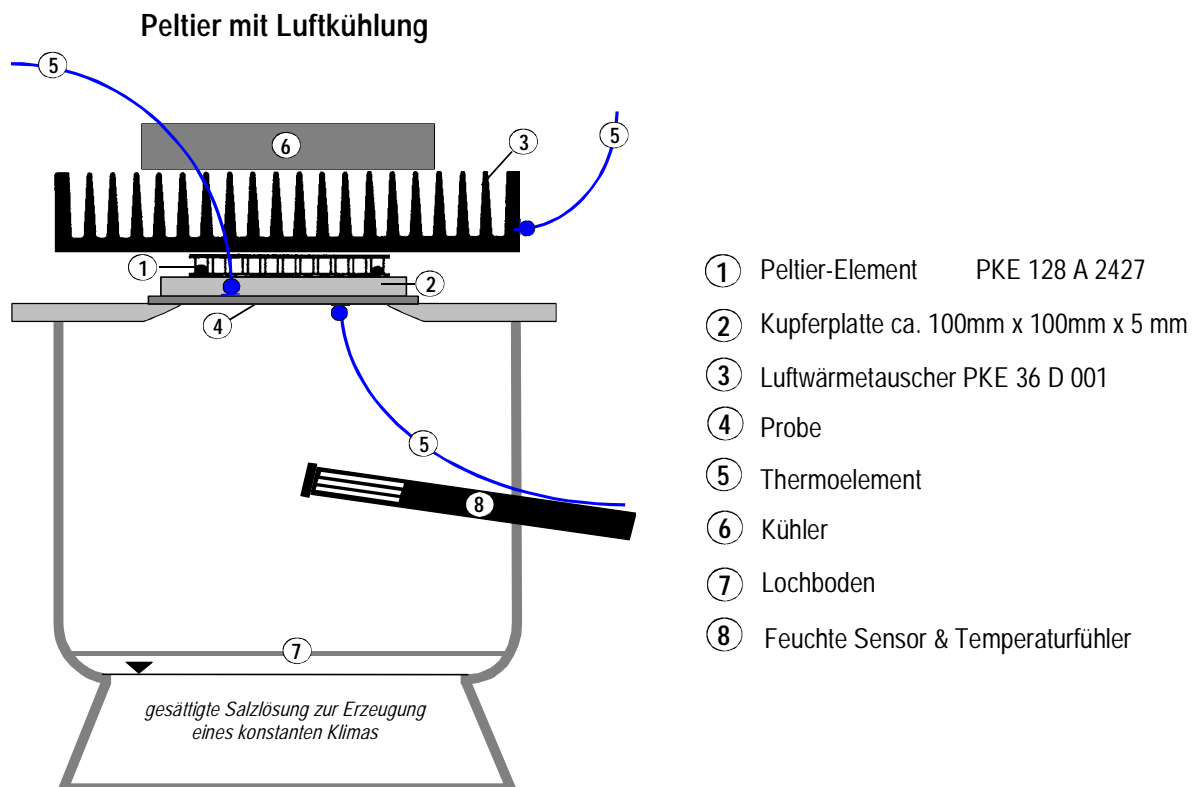 Peltier mit Luftkühlung
5
6
3
5
1
2
4
5
8
7
gesättigte Salzlösung zur Erzeugung
eines konstanten Klimas
1 Peltier-Element PKE 128 A 2427
2 Kupferplatte ca. 100mm x 100mm x 5 mm
3 Luftwärmetauscher PKE 36 D 001
4 Probe
5 Thermoelement
6 Kühler
7 Lochboden
8 Feuchte Sensor & Temperaturfühler